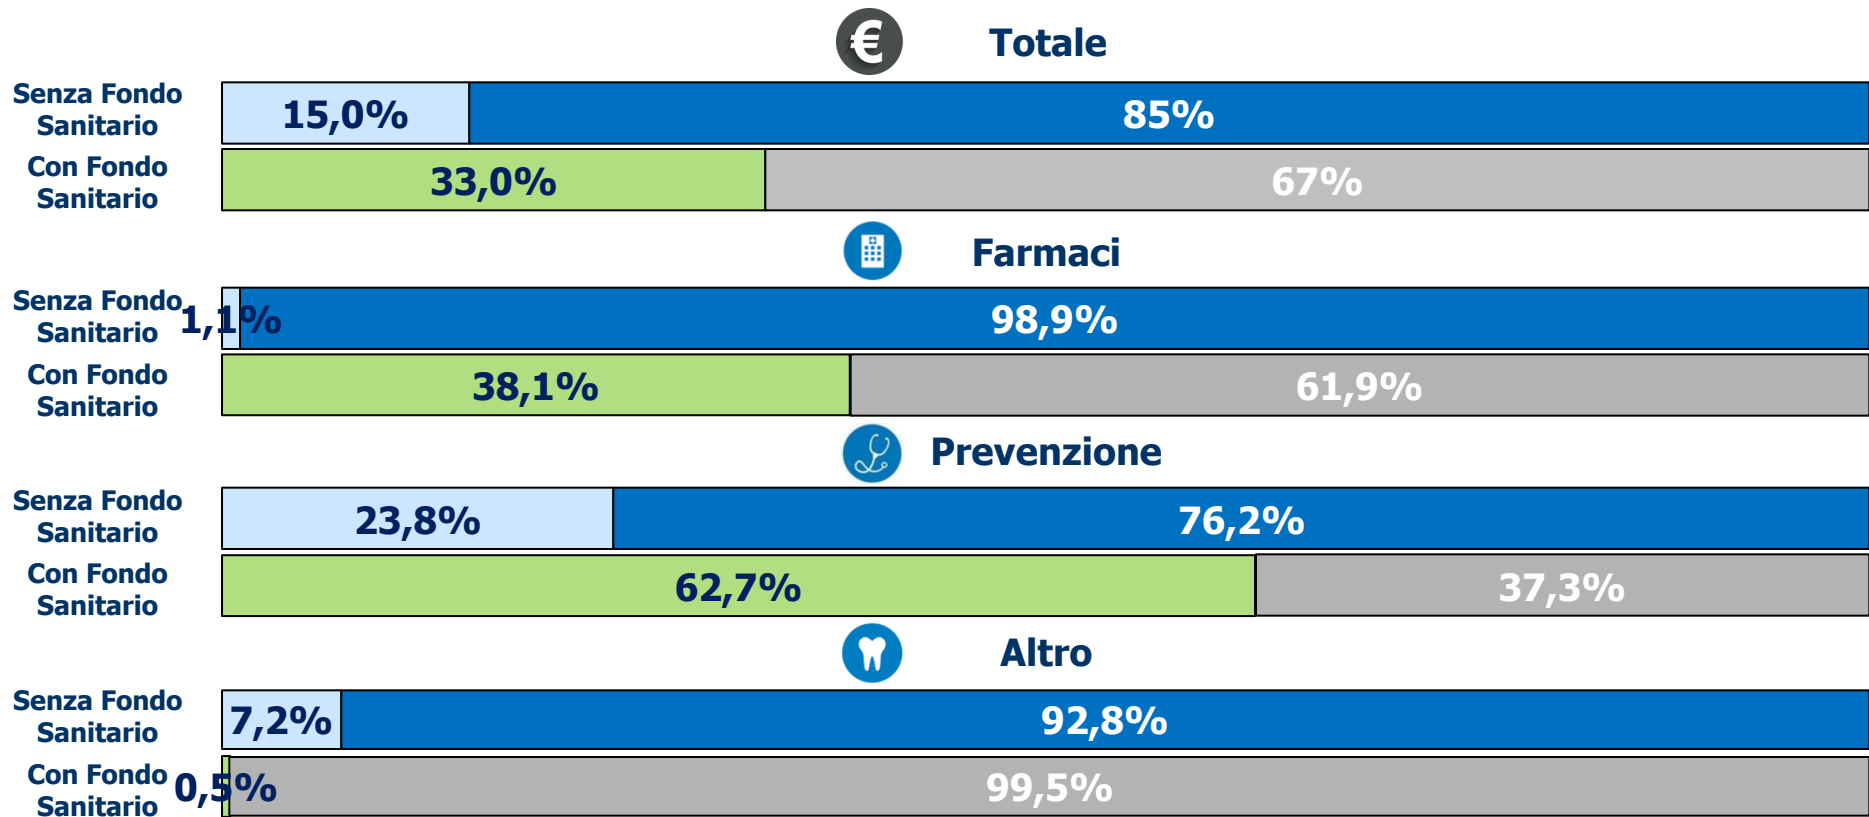 € Totale
Senza Fondo
Sanitario
15,0% 85%
Con Fondo
Sanitario
33,0% 67%
Farmaci
Senza Fondo
Sanitario
1,1% 98,9%
Con Fondo
Sanitario
38,1% 61,9%
Prevenzione
Senza Fondo
Sanitario
23,8% 76,2%
Con Fondo
Sanitario
62,7% 37,3%
Altro
Senza Fondo
Sanitario
7,2% 92,8%
Con Fondo
Sanitario
0,5% 99,5%